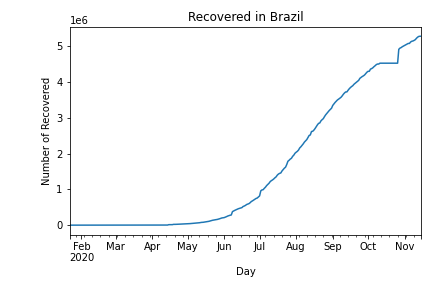 Recovered in Brazil
1e6
Number of Recovered
5
4
3
2
1
0
Feb Mar Apr May Jun Jul Aug Sep Oct Nov
2020
Day